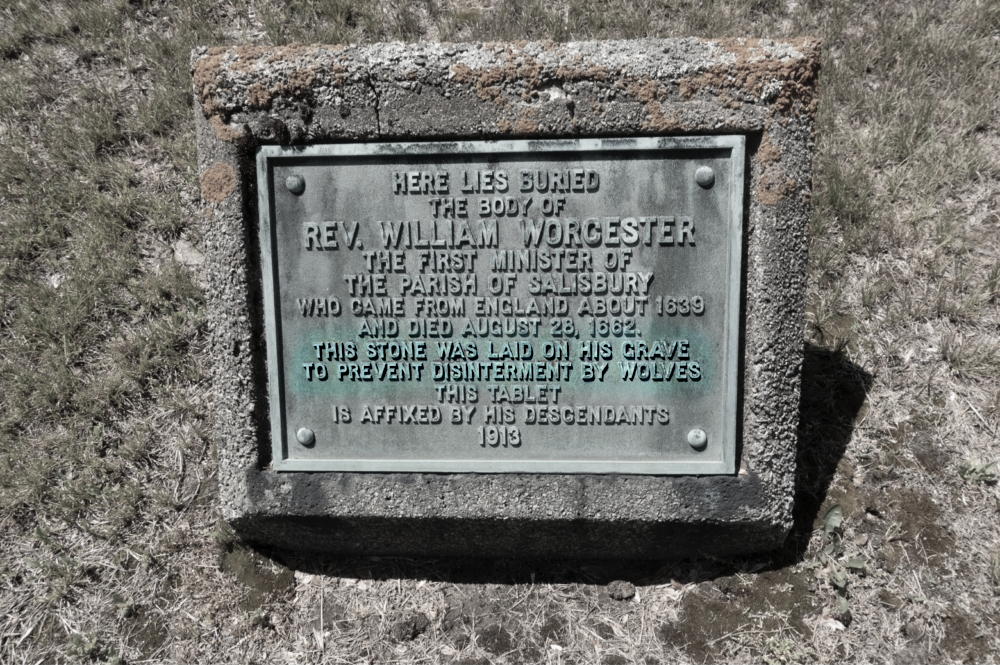 HERE LIES BURIED
THE BODY OF
REV. WILLIAM WORCESTER
THE FIRST MINISTER OF
THE PARISH OF SALISBURY
WHO CAME FROM ENGLAND ABOUT 1639
AND DIED AUGUST 28, 1662.
THIS STONE WAS LAID ON HIS GRAVE
TO PREVENT DISINTERMENT BY WOLVES
THIS TABLET
IS AFFIXED BY HIS DESCENDANTS
1913